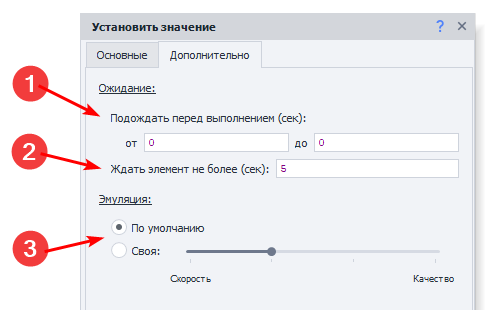 Установить значение ? ×
Основные Дополнительно
Ожидание:
1
Подождать перед выполнением (сек):
от 0 до 0
2 Ждать элемент не более (сек): 5
Эмуляция:
По умолчанию
3 Своя:
Скорость Качество